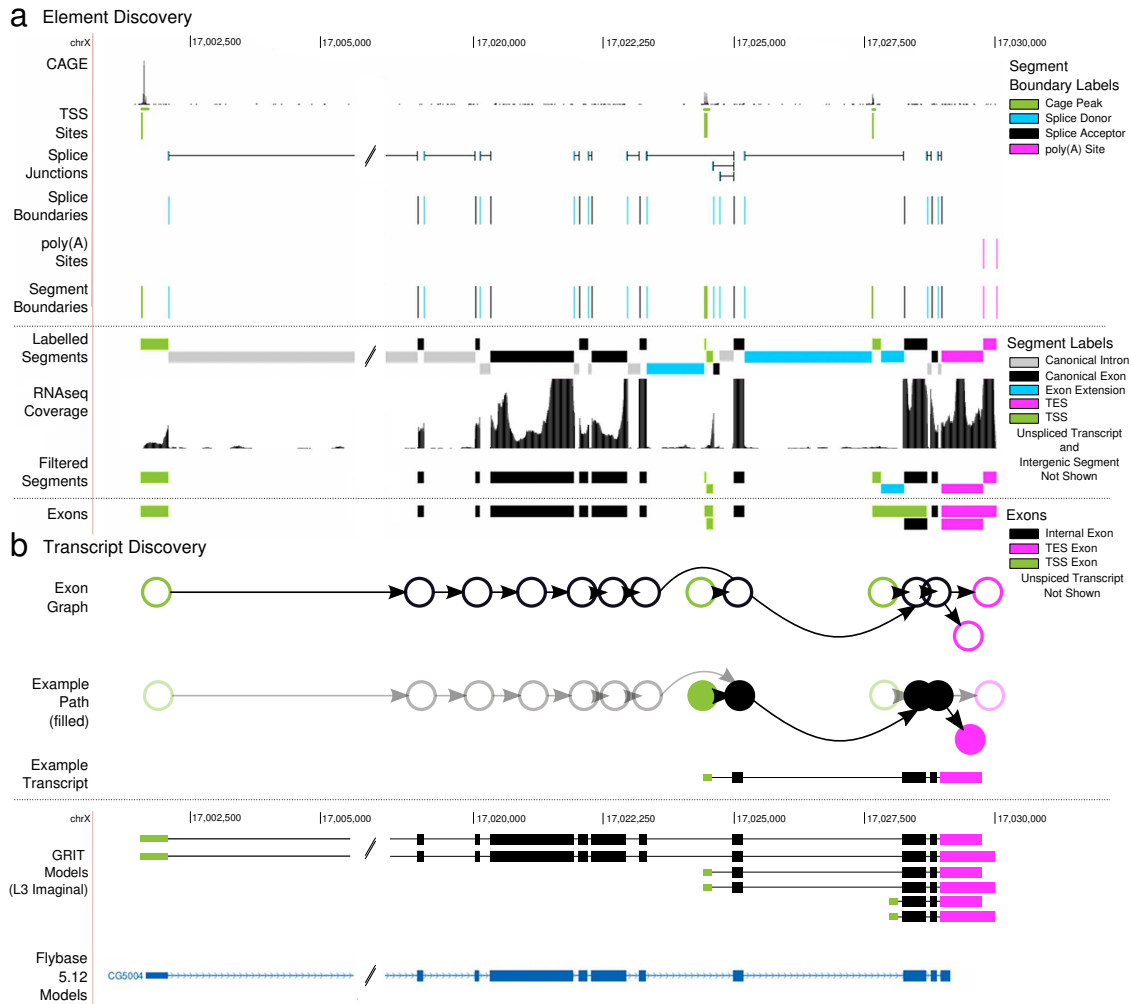 a Element Discovery
chrX 17,002,500 17,005,000 17,020,000 17,022,250 17,025,000 17,027,500 17,030,000
CAGE
TSS
Sites
Splice
Junctions
Splice
Boundaries
poly(A)
Sites
Segment
Boundaries
Segment
Boundary Labels
Cage Peak
Splice Donor
Splice Acceptor
poly(A) Site
Labelled
Segments
RNAseq
Coverage
Filtered
Segments
Exons
Segment Labels
Canonical Intron
Canonical Exon
Exon Extension
TES
TSS
Unspliced Transcript
and
Intergenic Segment
Not Shown
Exons
Internal Exon
TES Exon
TSS Exon
Unspiced Transcript
Not Shown
b Transcript Discovery
Exon
Graph
Example
Path
(filled)
Example
Transcript
chrX 17,002,500 17,005,000 17,020,000 17,022,250 17,025,000 17,027,500 17,030,000
GRIT
Models
(L3 Imaginal)
Flybase
5.12
Models
CG5004